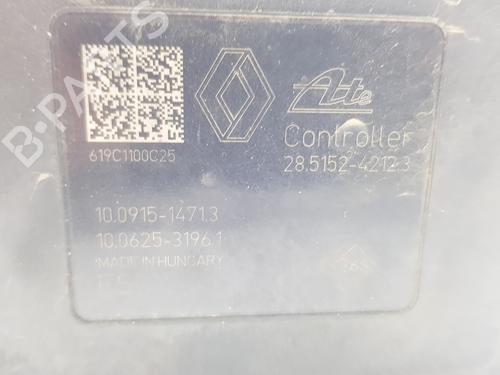 Ate
Controller
28.5152-4212.3
619C1100C25
10.0915-1471.3
10.0625-3196.1
MADE IN HUNGARY
B-PARTS